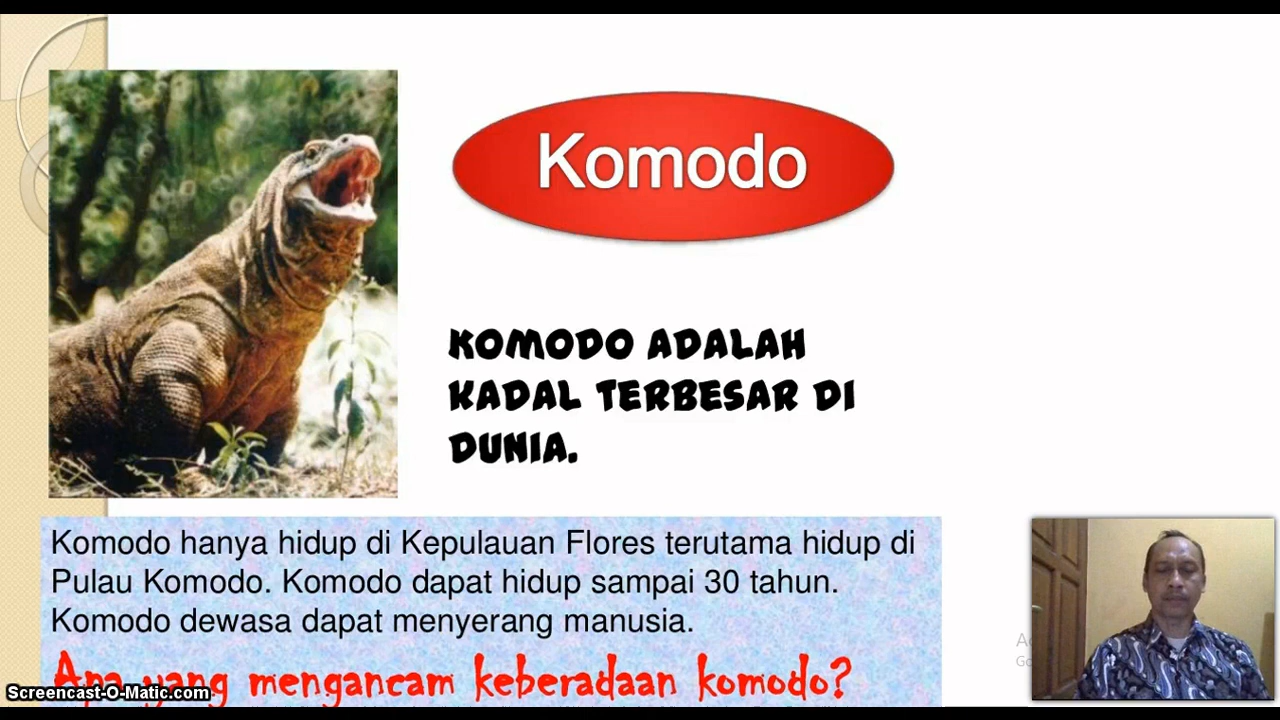 Komodo
KOMODO ADALAH
KADAL TERBESAR DI
DUNIA.
Komodo hanya hidup di Kepulauan Flores terutama hidup di
Pulau Komodo. Komodo dapat hidup sampai 30 tahun.
Komodo dewasa dapat menyerang manusia.
Apa yang mengancam keberadaan komodo?
Screencast-O-Matic.com